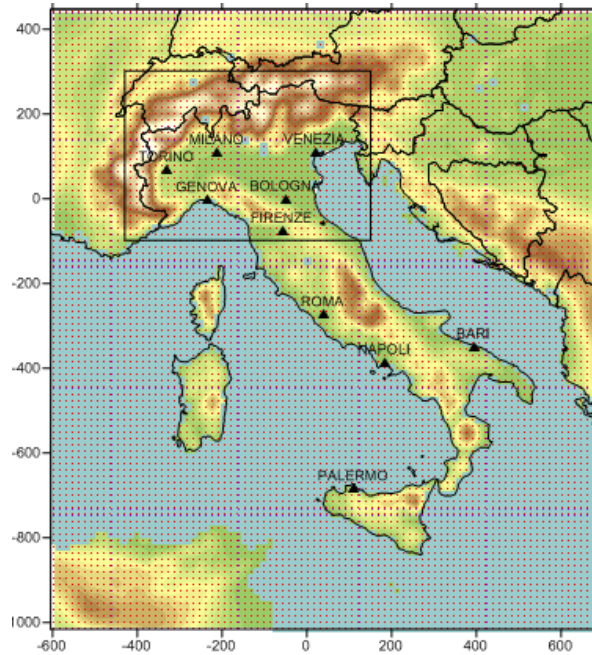 400
200
0
-200
-400
-600
-800
1000
-600
-400
-200
0
200
400
600
MILANO
VENEZIA
ORINO
GENOVA
BOLOGNA
FIRENZE
ROMA
BARI
NAPOLI
PALERMO